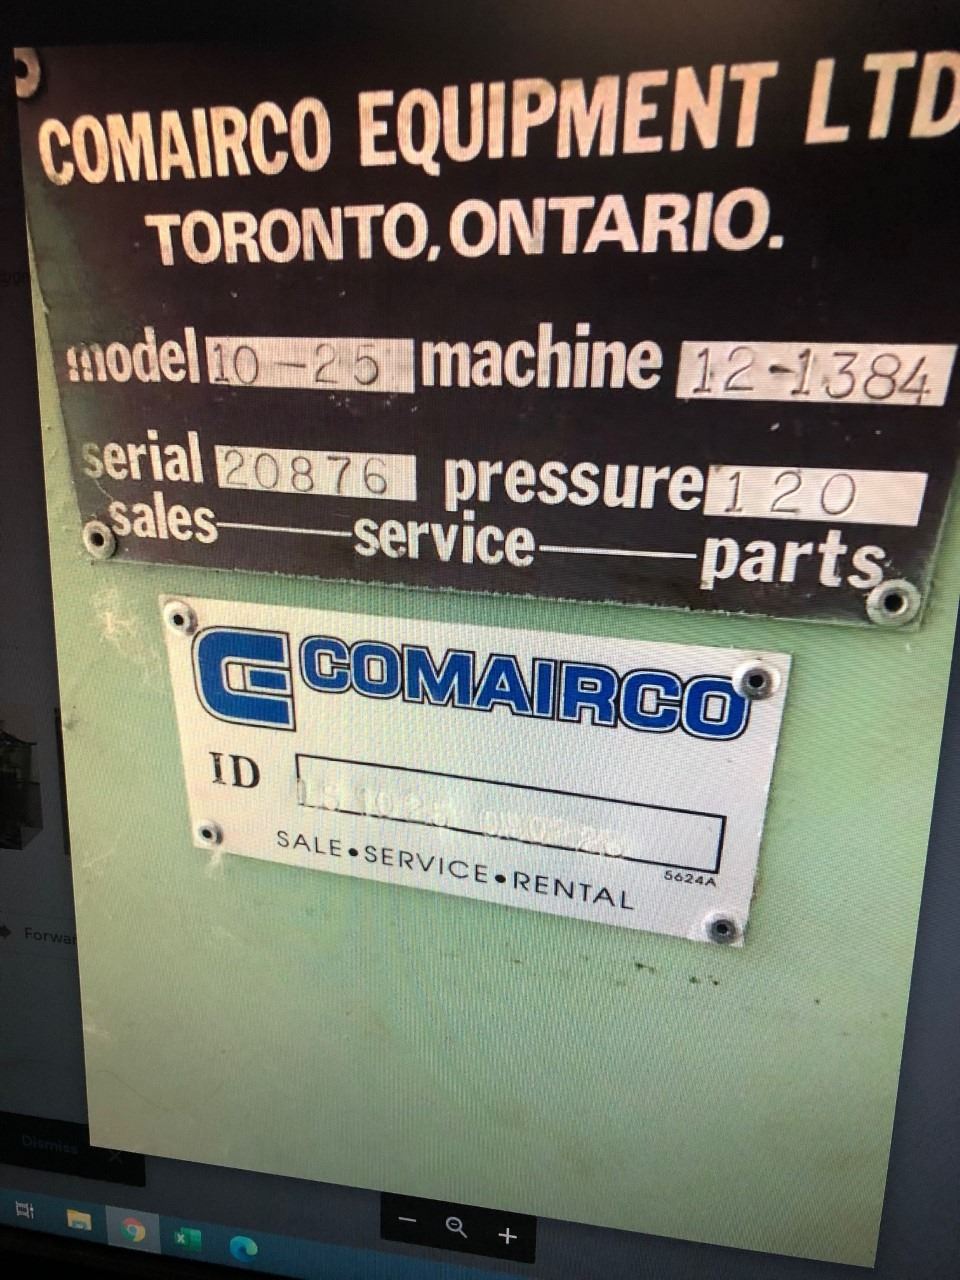 COMAIRCO EQUIPMENT LTD
TORONTO, ONTARIO.
model 10-25 machine 12-1384
serial 20876 pressure 120
sales service parts
COMAIRCO
ID
SALE•SERVICE•RENTAL
5624A
Dismiss